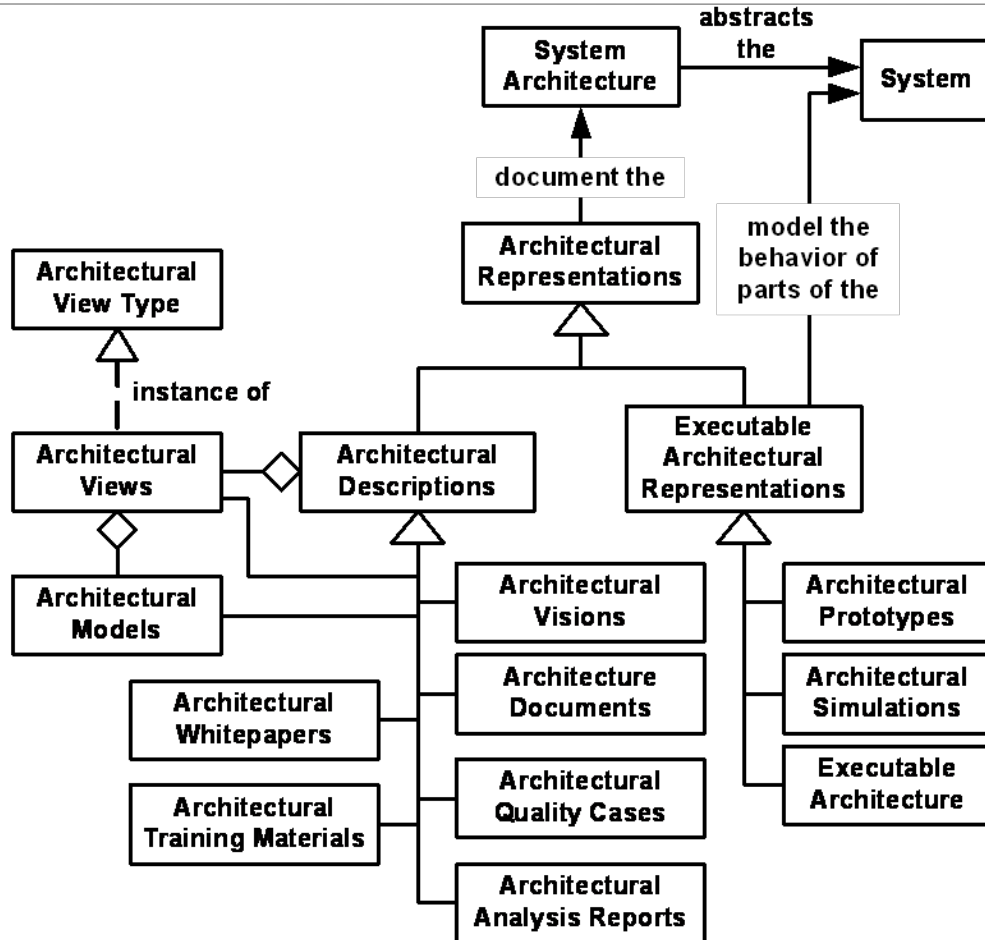 abstracts
the
System
Architecture
System
document the
Architectural
Representations
model the
behavior of
parts of the
Architectural
View Type
instance of
Architectural
Views
Architectural
Descriptions
Executable
Architectural
Representations
Architectural
Models
Architectural
Visions
Architectural
Prototypes
Architectural
Whitepapers
Architecture
Documents
Architectural
Simulations
Architectural
Training Materials
Architectural
Quality Cases
Executable
Architecture
Architectural
Analysis Reports